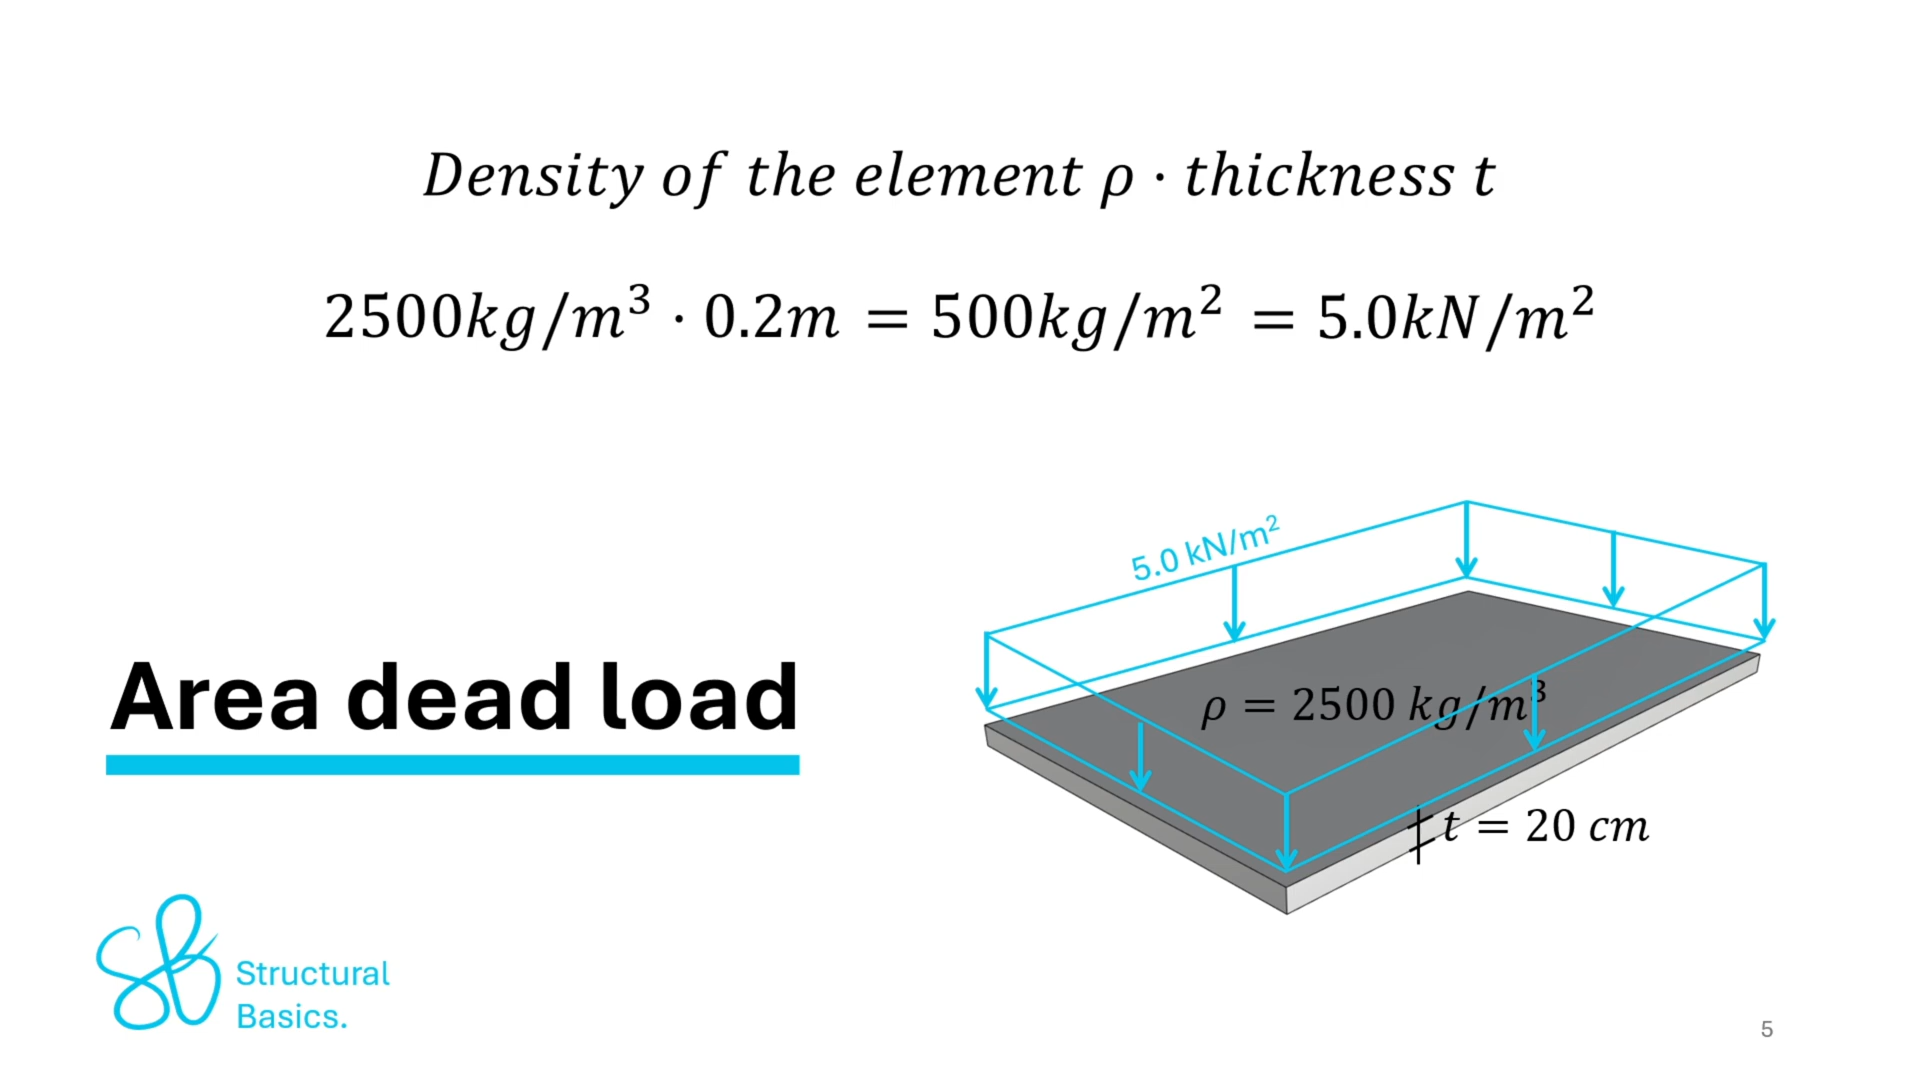 Density of the element ρ · thickness t
2500kg/m³ · 0.2m = 500kg/m² = 5.0kN/m²
5.0 kN/m²
ρ = 2500 kg/m³
Area dead load
t = 20 cm
SB
Structural
Basics.
5